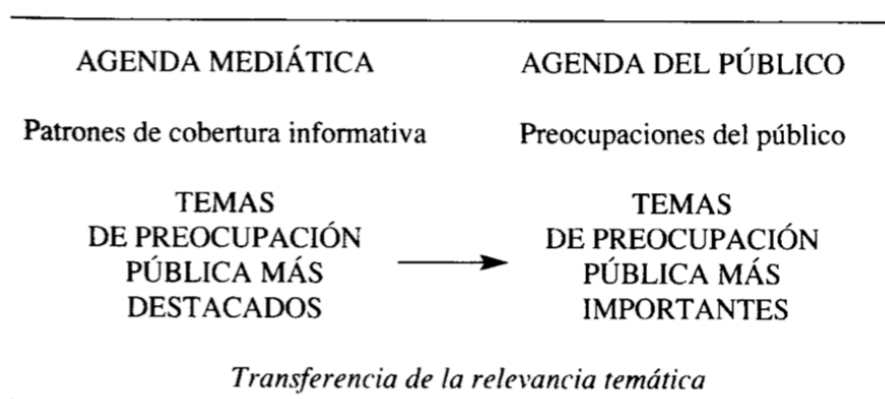 AGENDA MEDIÁTICA
AGENDA DEL PÚBLICO
Patrones de cobertura informativa
Preocupaciones del público
TEMAS
DE PREOCUPACIÓN
PÚBLICA MÁS
DESTACADOS
TEMAS
DE PREOCUPACIÓN
PÚBLICA MÁS
IMPORTANTES
Transferencia de la relevancia temática